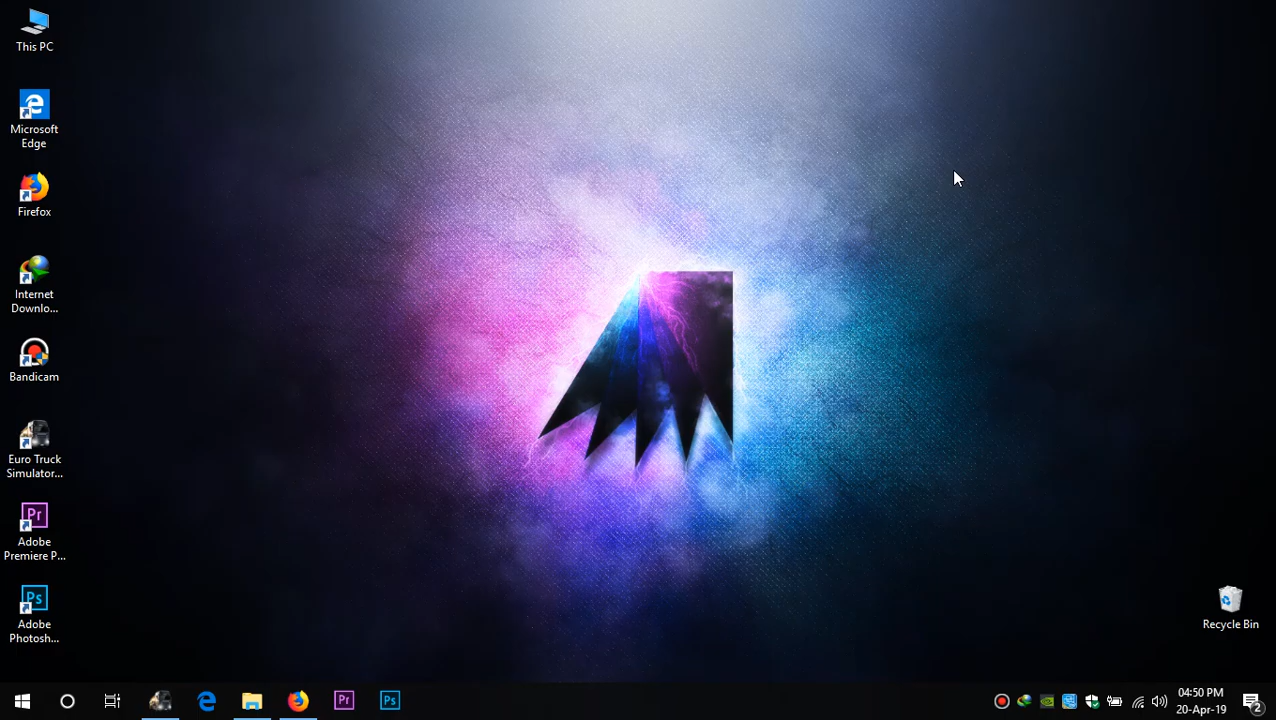 This PC
Microsoft
Edge
Firefox
Internet
Downlo...
Bandicam
Euro Truck
Simulator...
Pr
Adobe
Premiere P...
Ps
Adobe
Photosh...
Recycle Bin
Pr
Ps
04:50 PM
20-Apr-19
2